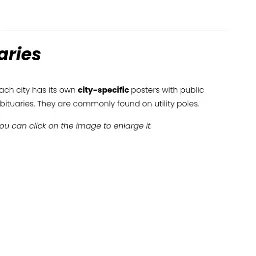 aries
ach city has its own city-specific posters with public
bituaries. They are commonly found on utility poles.
ou can click on the image to enlarge it.